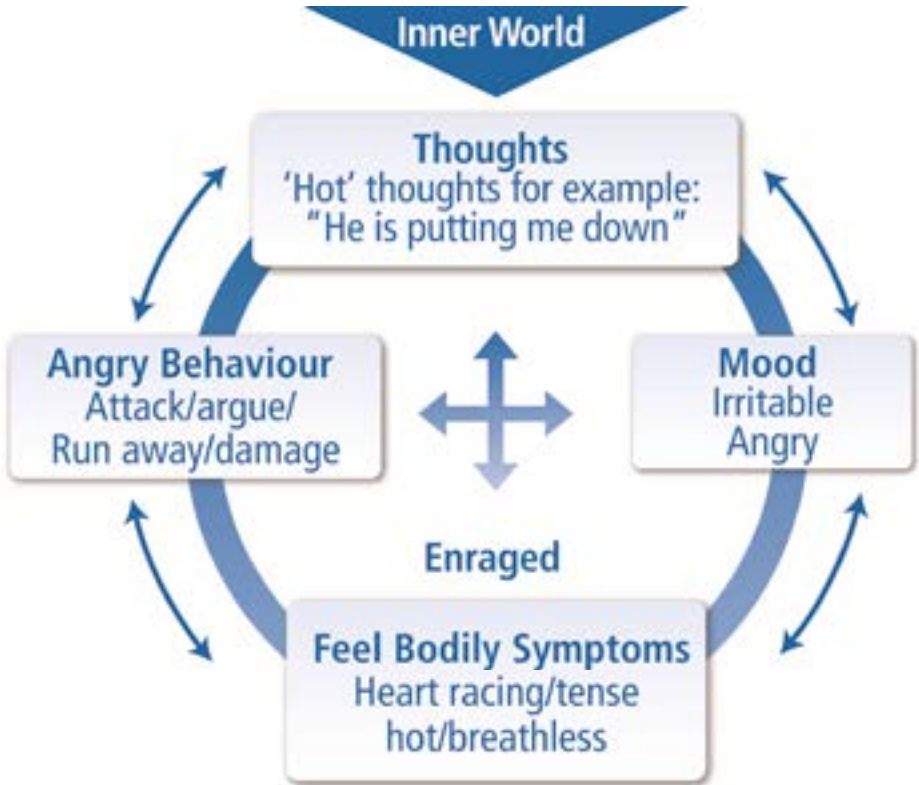 Inner World
Thoughts
‘Hot’ thoughts for example:
“He is putting me down”
Angry Behaviour
Attack/argue/
Run away/damage
Mood
Irritable
Angry
Enraged
Feel Bodily Symptoms
Heart racing/tense
hot/breathless